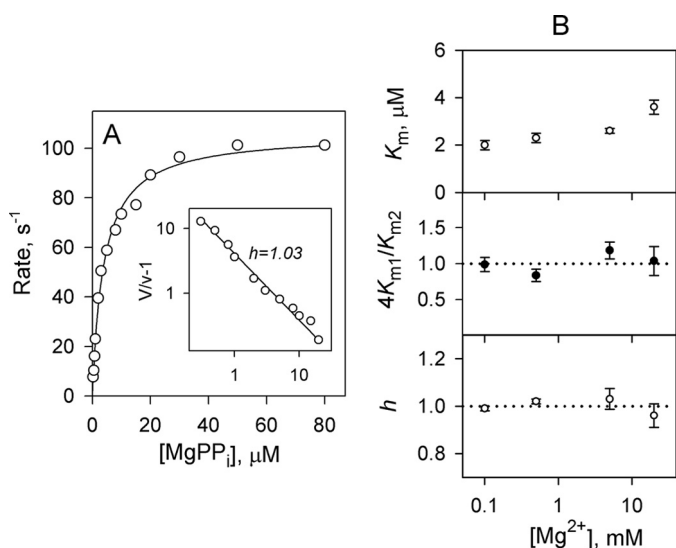 A
Rate, s⁻¹
100
80
60
40
20
0
0 20 40 60 80
[MgPPᵢ], μM
V/v-1
10
1
h=1.03
1 10
B
Kₘ, μM
6
4
2
0
4Kₘ₁/Kₘ₂
1.5
1.0
0.5
h
1.2
1.0
0.8
0.1 1 10
[Mg²⁺], mM